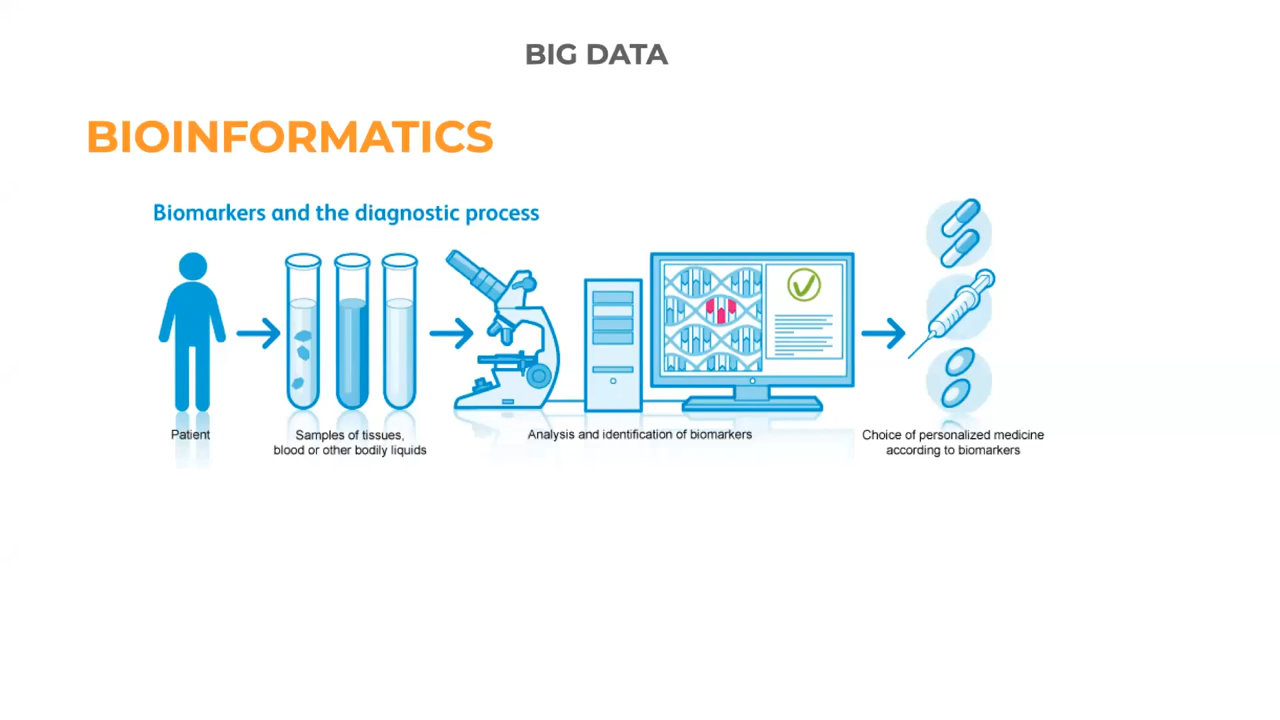 BIG DATA
BIOINFORMATICS
Biomarkers and the diagnostic process
Patient
Samples of tissues,
blood or other bodily liquids
Analysis and identification of biomarkers
Choice of personalized medicine
according to biomarkers